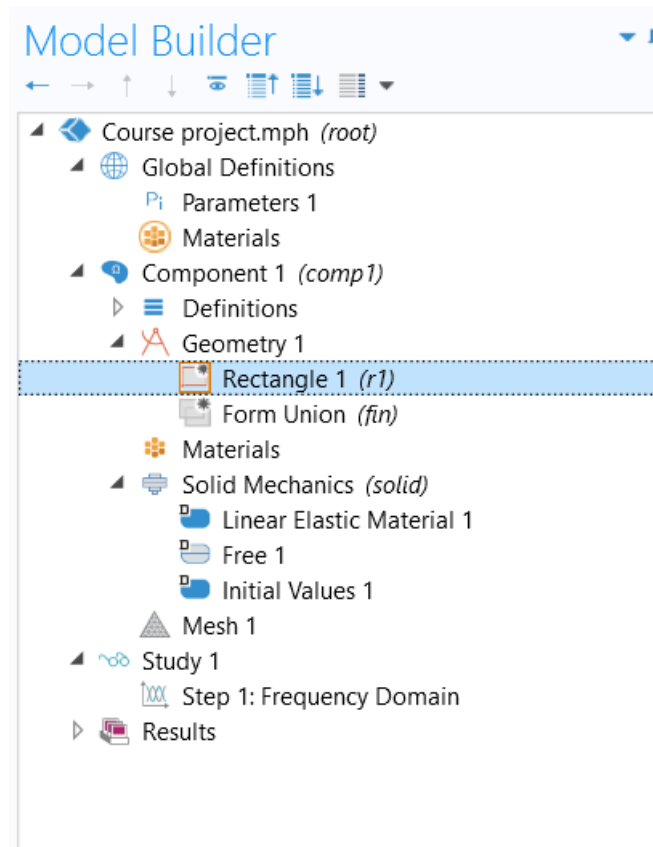 Model Builder
Course project.mph (root)
Global Definitions
Pi Parameters 1
Materials
Component 1 (comp1)
Definitions
Geometry 1
Rectangle 1 (r1)
Form Union (fin)
Materials
Solid Mechanics (solid)
D Linear Elastic Material 1
D Free 1
D Initial Values 1
Mesh 1
Study 1
Step 1: Frequency Domain
Results